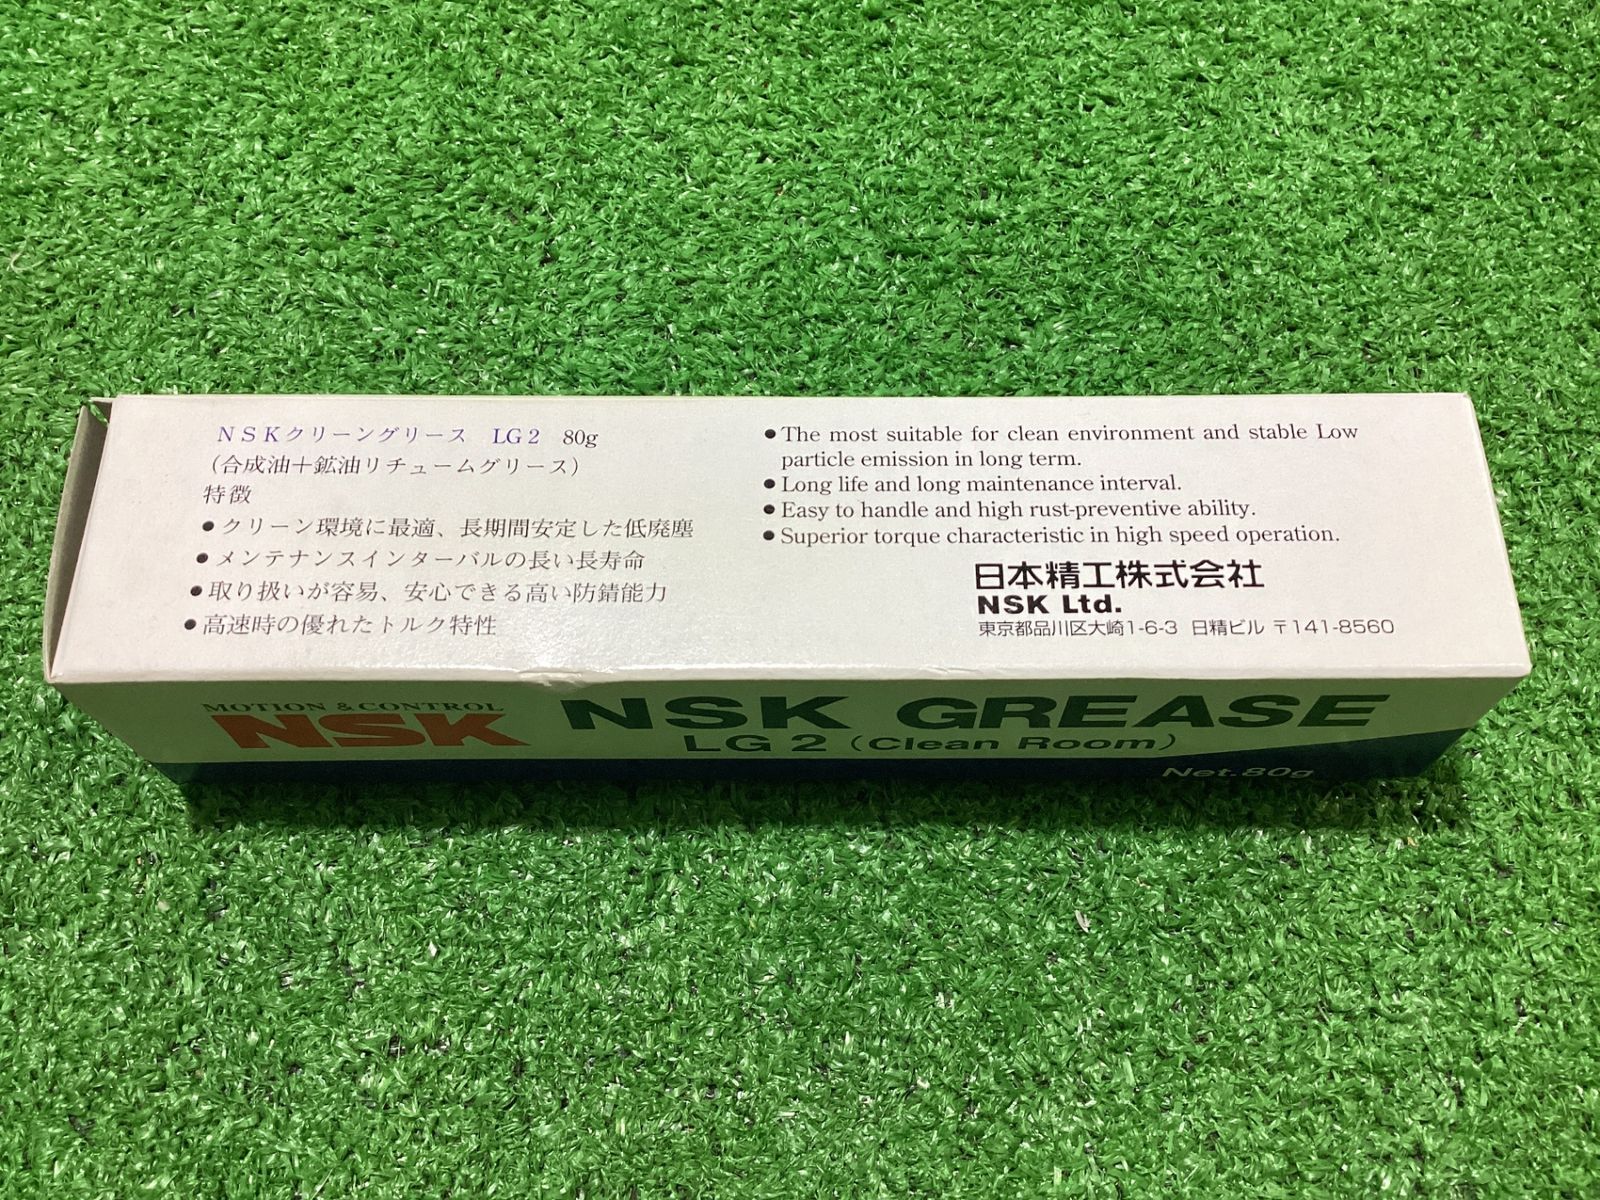 NSKクリーングリース LG2 80g
(合成油＋鉱油リチュームグリース)
特徴
●クリーン環境に最適、長期間安定した低廃塵
●メンテナンスインターバルの長い長寿命
●取り扱いが容易、安心できる高い防錆能力
●高速時の優れたトルク特性
●The most suitable for clean environment and stable Low
particle emission in long term.
●Long life and long maintenance interval.
●Easy to handle and high rust-preventive ability.
●Superior torque characteristic in high speed operation.
日本精工株式会社
NSK Ltd.
東京都品川区大崎1-6-3 日精ビル 〒141-8560
MOTION & CONTROL
NSK
NSK GREASE
LG2 (Clean Room)
Net.80g